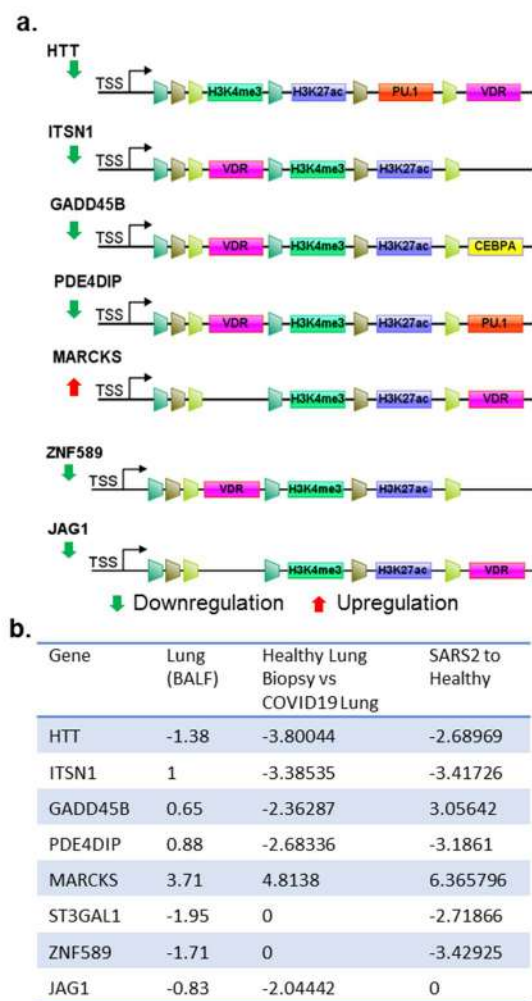 a.
HTT
TSS H3K4me3 H3K27ac PU.1 VDR
ITSN1
TSS VDR H3K4me3 H3K27ac
GADD45B
TSS VDR H3K4me3 H3K27ac CEBPA
PDE4DIP
TSS VDR H3K4me3 H3K27ac PU.1
MARCKS
TSS H3K4me3 H3K27ac VDR
ZNF589
TSS VDR H3K4me3 H3K27ac
JAG1
TSS H3K4me3 H3K27ac VDR
Downregulation Upregulation
b.
Gene Lung Healthy Lung SARS2 to
(BALF) Biopsy vs Healthy
COVID19 Lung
HTT -1.38 -3.80044 -2.68969
ITSN1 1 -3.38535 -3.41726
GADD45B 0.65 -2.36287 3.05642
PDE4DIP 0.88 -2.68336 -3.1861
MARCKS 3.71 4.8138 6.365796
ST3GAL1 -1.95 0 -2.71866
ZNF589 -1.71 0 -3.42925
JAG1 -0.83 -2.04442 0